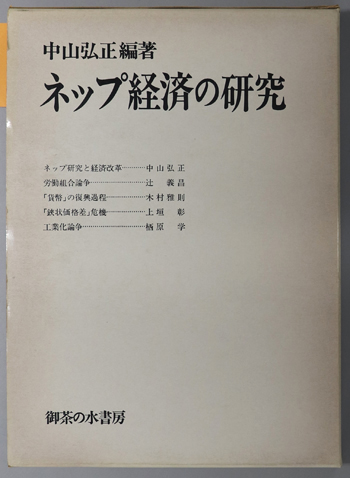 中山弘正編著
ネップ経済の研究
ネップ研究と経済改革…………中山弘正
労働組合論争……………………辻義昌
「貨幣」の復興過程……………木村雅則
「鋏状価格差」危機……………上垣彰
工業化論争………………………栖原学
御茶の水書房